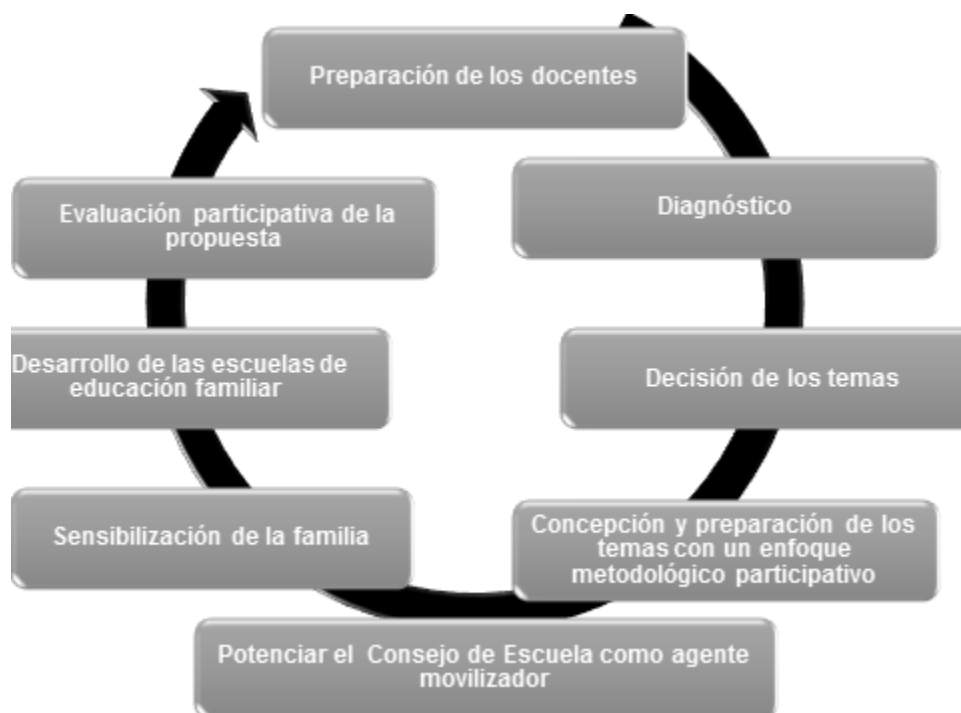 Preparación de los docentes
Diagnóstico
Decisión de los temas
Concepción y preparación de los
temas con un enfoque
metodológico participativo
Potenciar el Consejo de Escuela como agente
movilizador
Sensibilización de la familia
Desarrollo de las escuelas de
educación familiar
Evaluación participativa de la
propuesta